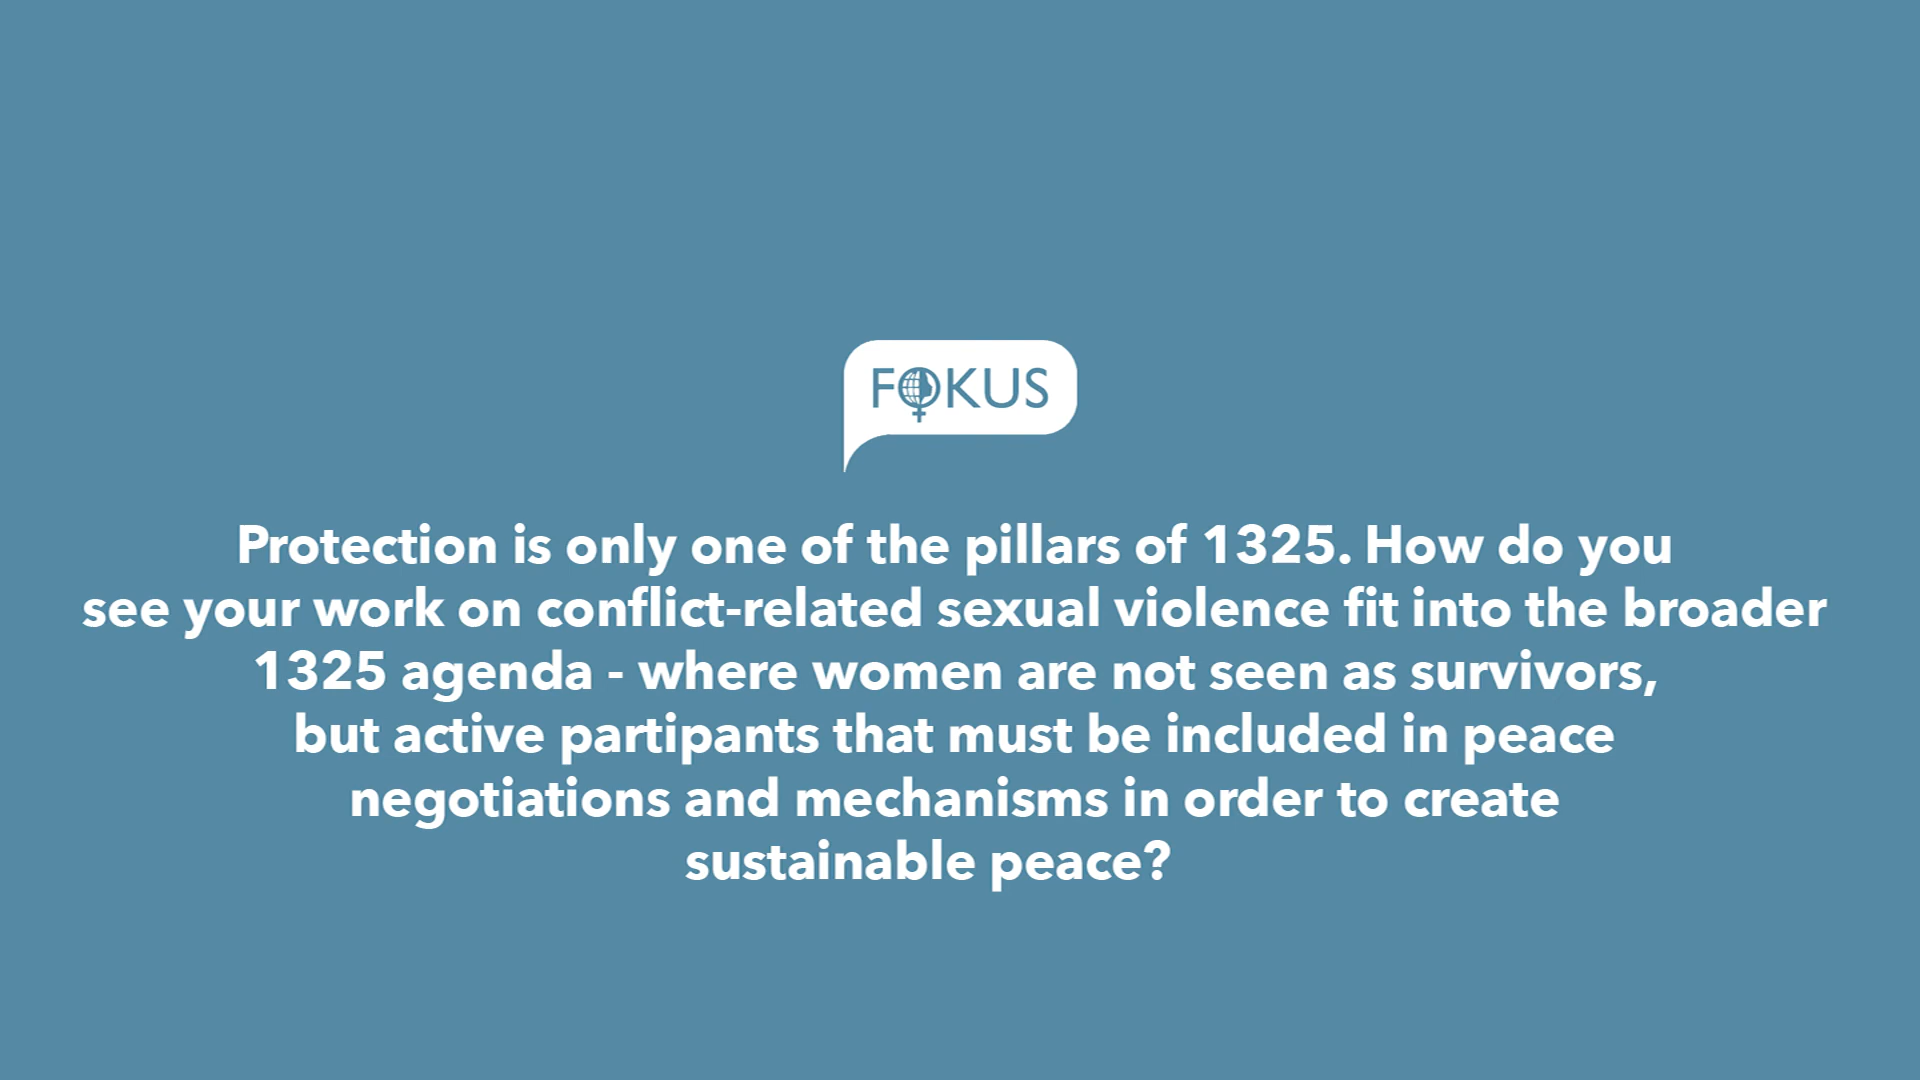 FOKUS
Protection is only one of the pillars of 1325. How do you
see your work on conflict-related sexual violence fit into the broader
1325 agenda - where women are not seen as survivors,
but active partipants that must be included in peace
negotiations and mechanisms in order to create
sustainable peace?